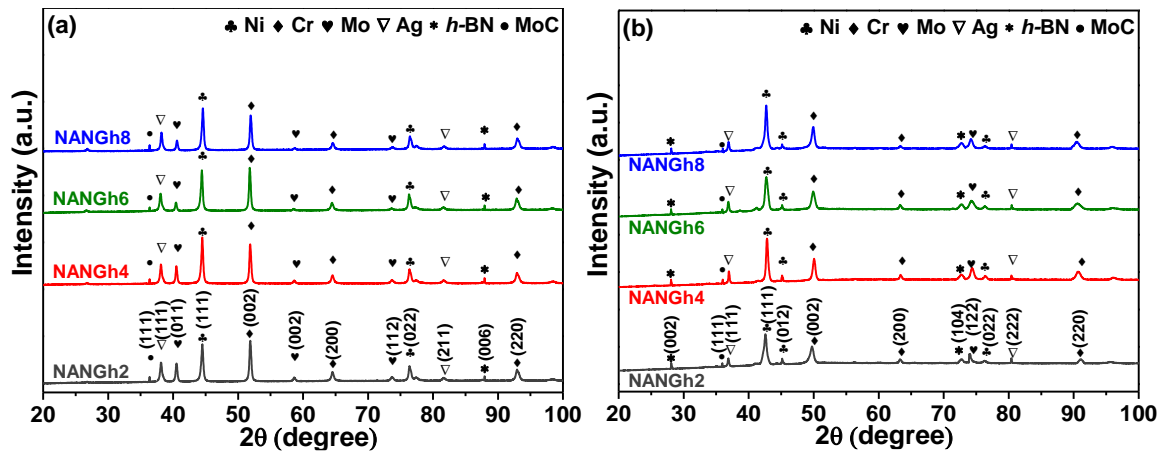 (a)
♣ Ni ♦ Cr ♥ Mo ▽ Ag ✱ h-BN ● MoC
Intensity (a.u.)
NANGh8
NANGh6
NANGh4
NANGh2
(111)
(111)
(011)
(111)
(002)
(002)
(200)
(112)
(022)
(211)
(006)
(220)
20 30 40 50 60 70 80 90 100
2θ (degree)
(b)
♣ Ni ♦ Cr ♥ Mo ▽ Ag ✱ h-BN ● MoC
Intensity (a.u.)
NANGh8
NANGh6
NANGh4
NANGh2
(002)
(111)
(111)
(111)
(012)
(002)
(200)
(104)
(122)
(022)
(222)
(220)
20 30 40 50 60 70 80 90 100
2θ (degree)